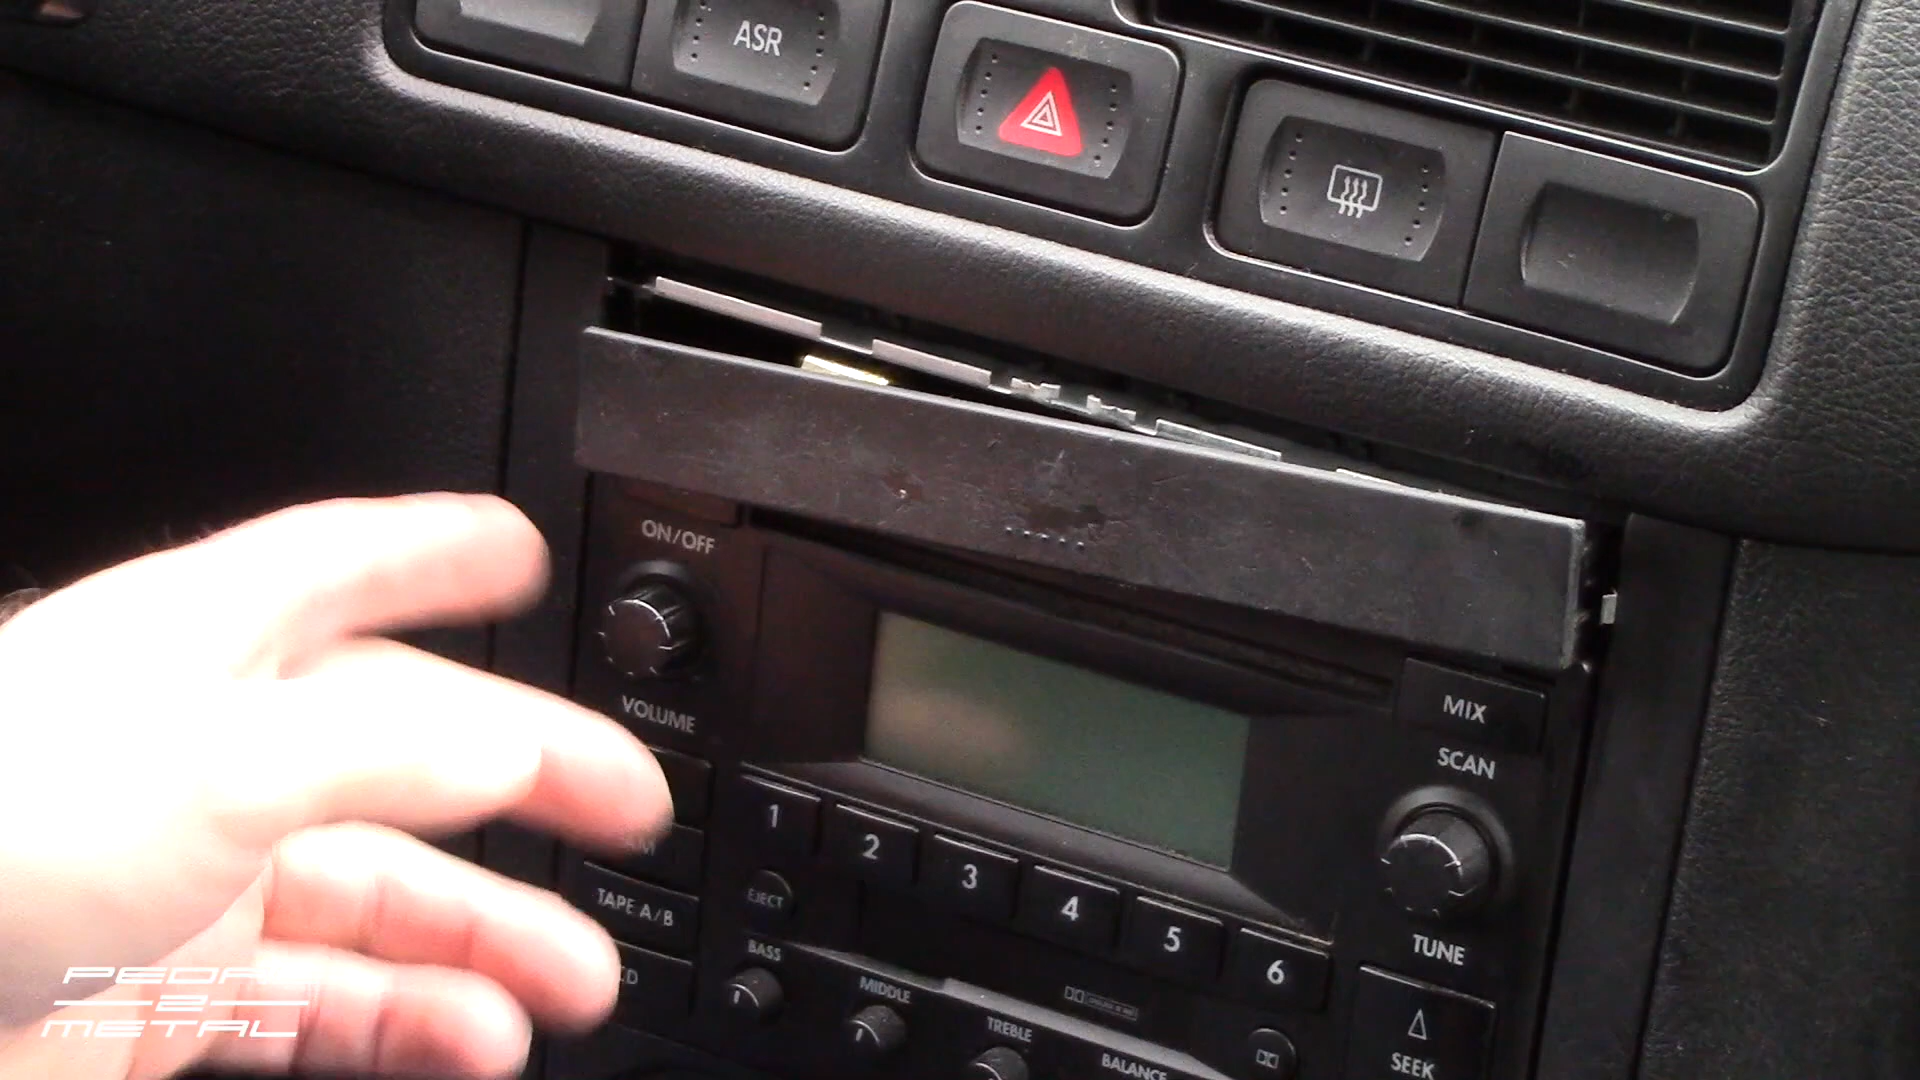 ASR
ON/OFF
VOLUME
MIX
SCAN
1
2
3
4
5
6
TAPE A/B
EJECT
CD
BASS
MIDDLE
TREBLE
BALANCE
TUNE
SEEK
PEDAL
2
METAL